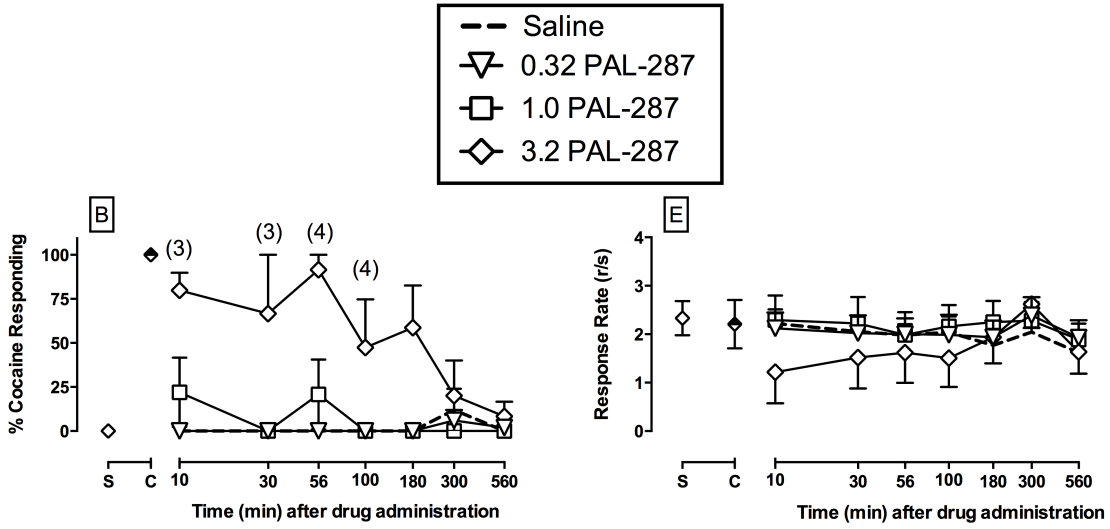 Saline
0.32 PAL-287
1.0 PAL-287
3.2 PAL-287
B
% Cocaine Responding
100
75
50
25
0
(3)
(3)
(4)
(4)
S
C
10
30
56
100
180
300
560
Time (min) after drug administration
E
Response Rate (r/s)
4
3
2
1
0
S
C
10
30
56
100
180
300
560
Time (min) after drug administration